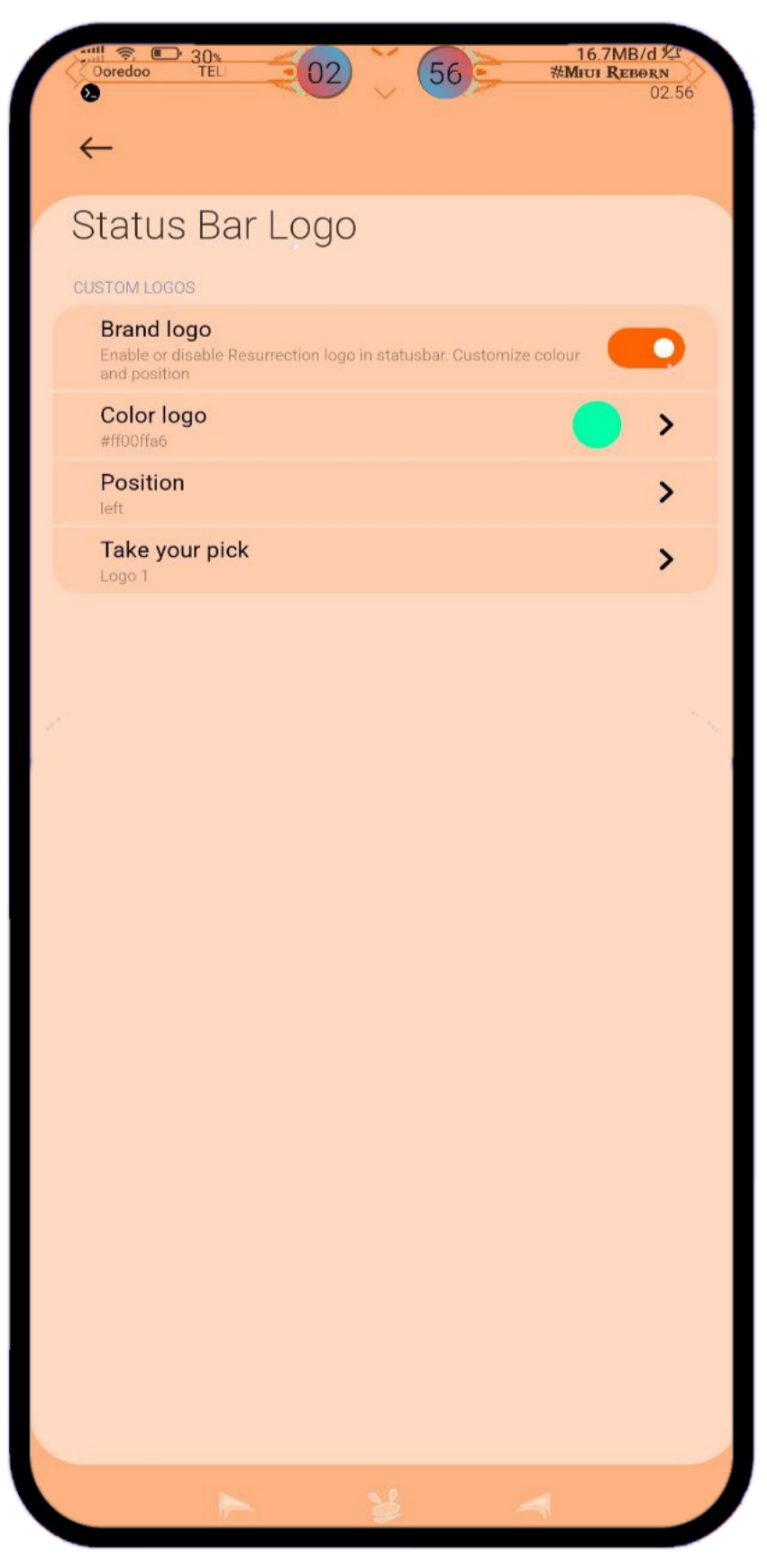 30%
16.7MB/d
Ooredoo
TEL
02
56
#MIUI REBORN
02.56
Status Bar Logo
CUSTOM LOGOS
Brand logo
Enable or disable Resurrection logo in statusbar. Customize colour
and position
Color logo
#ff00ffa6
Position
left
Take your pick
Logo 1